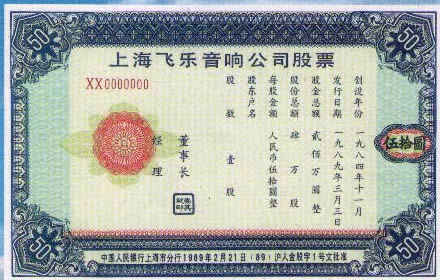 50
50
上海飞乐音响公司股票
XX0000000
创设年份 一九八四年十一月
发行日期 一九八九年三月三日
股金总额 贰佰万圆整
股份总额 肆万股
每股金额 人民币伍拾圆整
股东户名
股数 壹股
董事长
经理
伍拾圆
50
50
中国人民银行上海市分行1989年2月21日(89)沪人金股字1号文批准